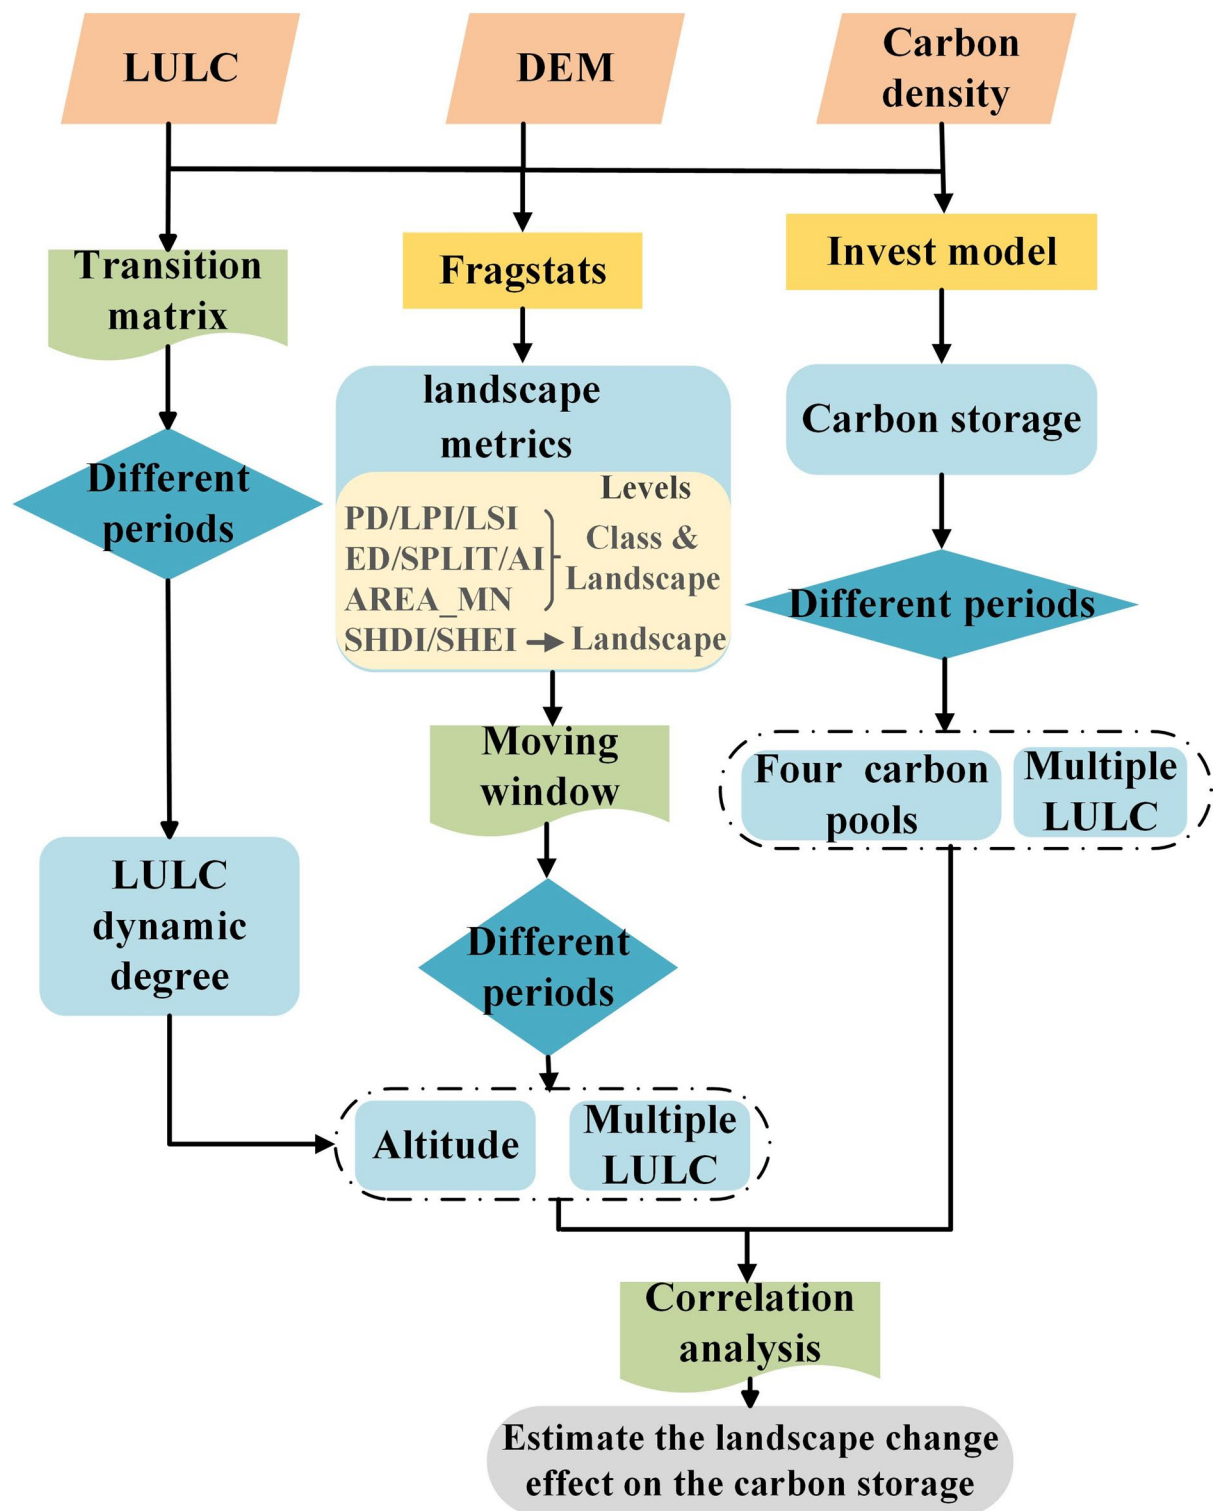 LULC
DEM
Carbon
density
Transition
matrix
Fragstats
Invest model
landscape
metrics
Carbon storage
Different
periods
Levels
PD/LPI/LSI
ED/SPLIT/AI
AREA_MN
Class &
Landscape
SHDI/SHEI
Landscape
Different periods
Moving
window
Four carbon
pools
Multiple
LULC
LULC
dynamic
degree
Different
periods
Altitude
Multiple
LULC
Correlation
analysis
Estimate the landscape change
effect on the carbon storage